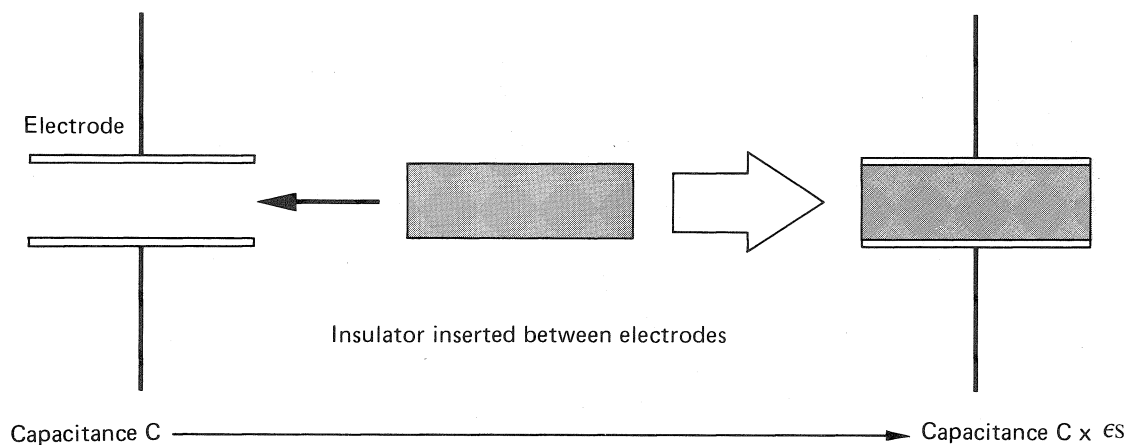 Electrode
Insulator inserted between electrodes
Capacitance C
Capacitance C x ϵS